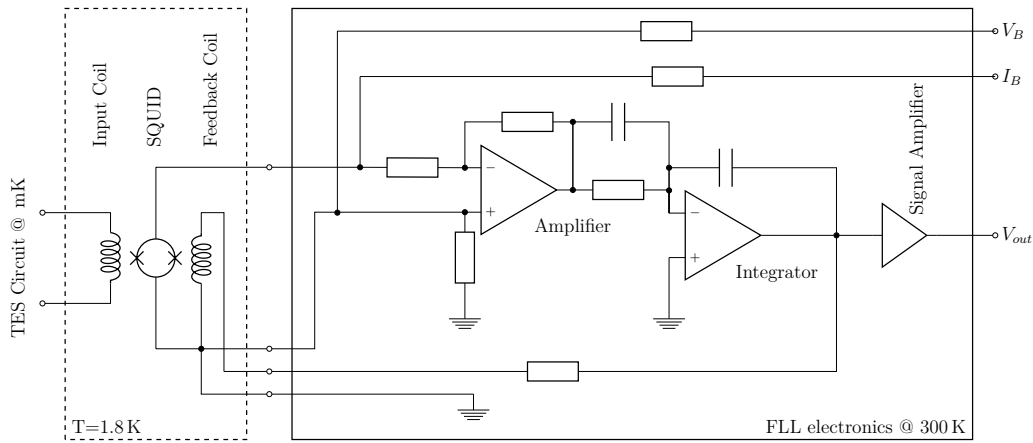 V_B
I_B
Input Coil
SQUID
Feedback Coil
Signal Amplifier
−
+
Amplifier
−
+
Integrator
V_out
TES Circuit @ mK
T=1.8 K
FLL electronics @ 300 K